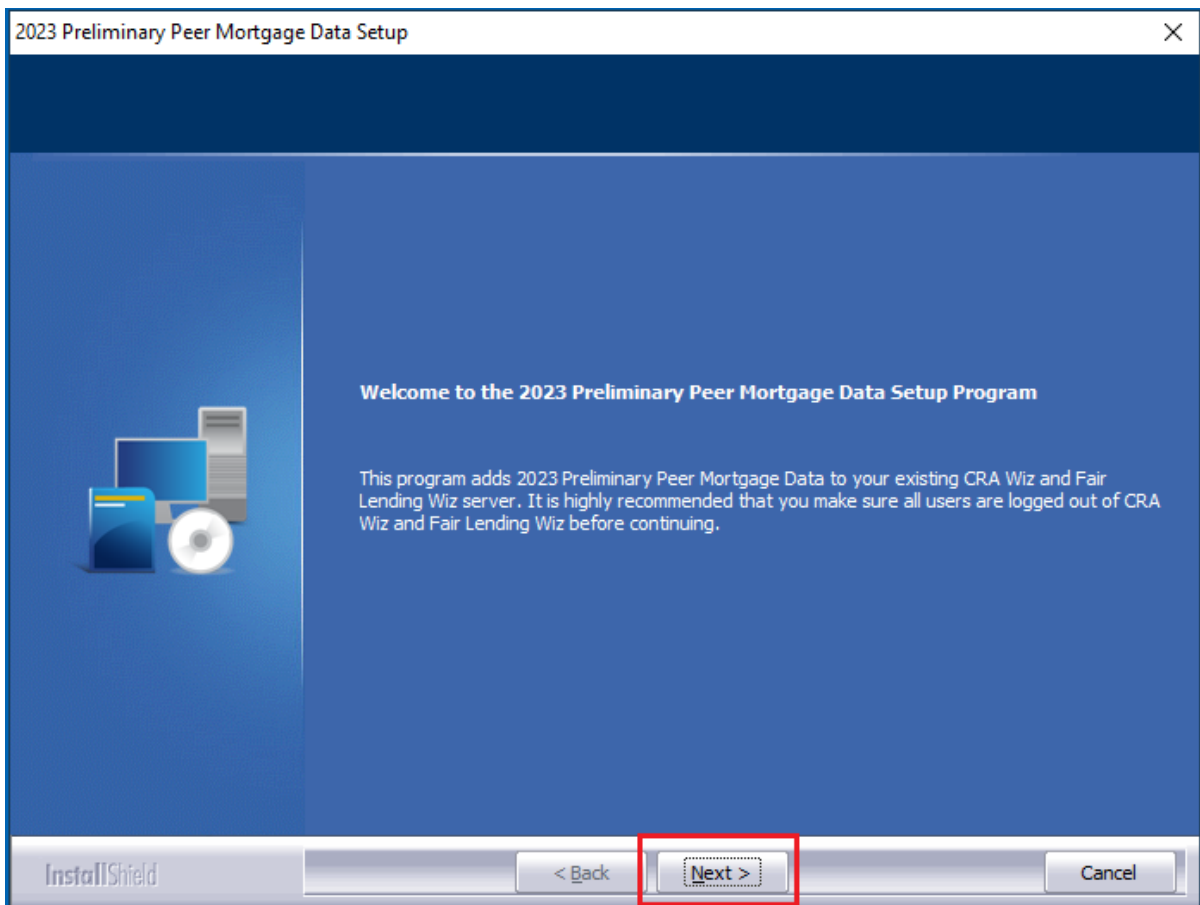 2023 Preliminary Peer Mortgage Data Setup
Welcome to the 2023 Preliminary Peer Mortgage Data Setup Program
This program adds 2023 Preliminary Peer Mortgage Data to your existing CRA Wiz and Fair
Lending Wiz server. It is highly recommended that you make sure all users are logged out of CRA
Wiz and Fair Lending Wiz before continuing.
InstallShield
< Back
Next >
Cancel